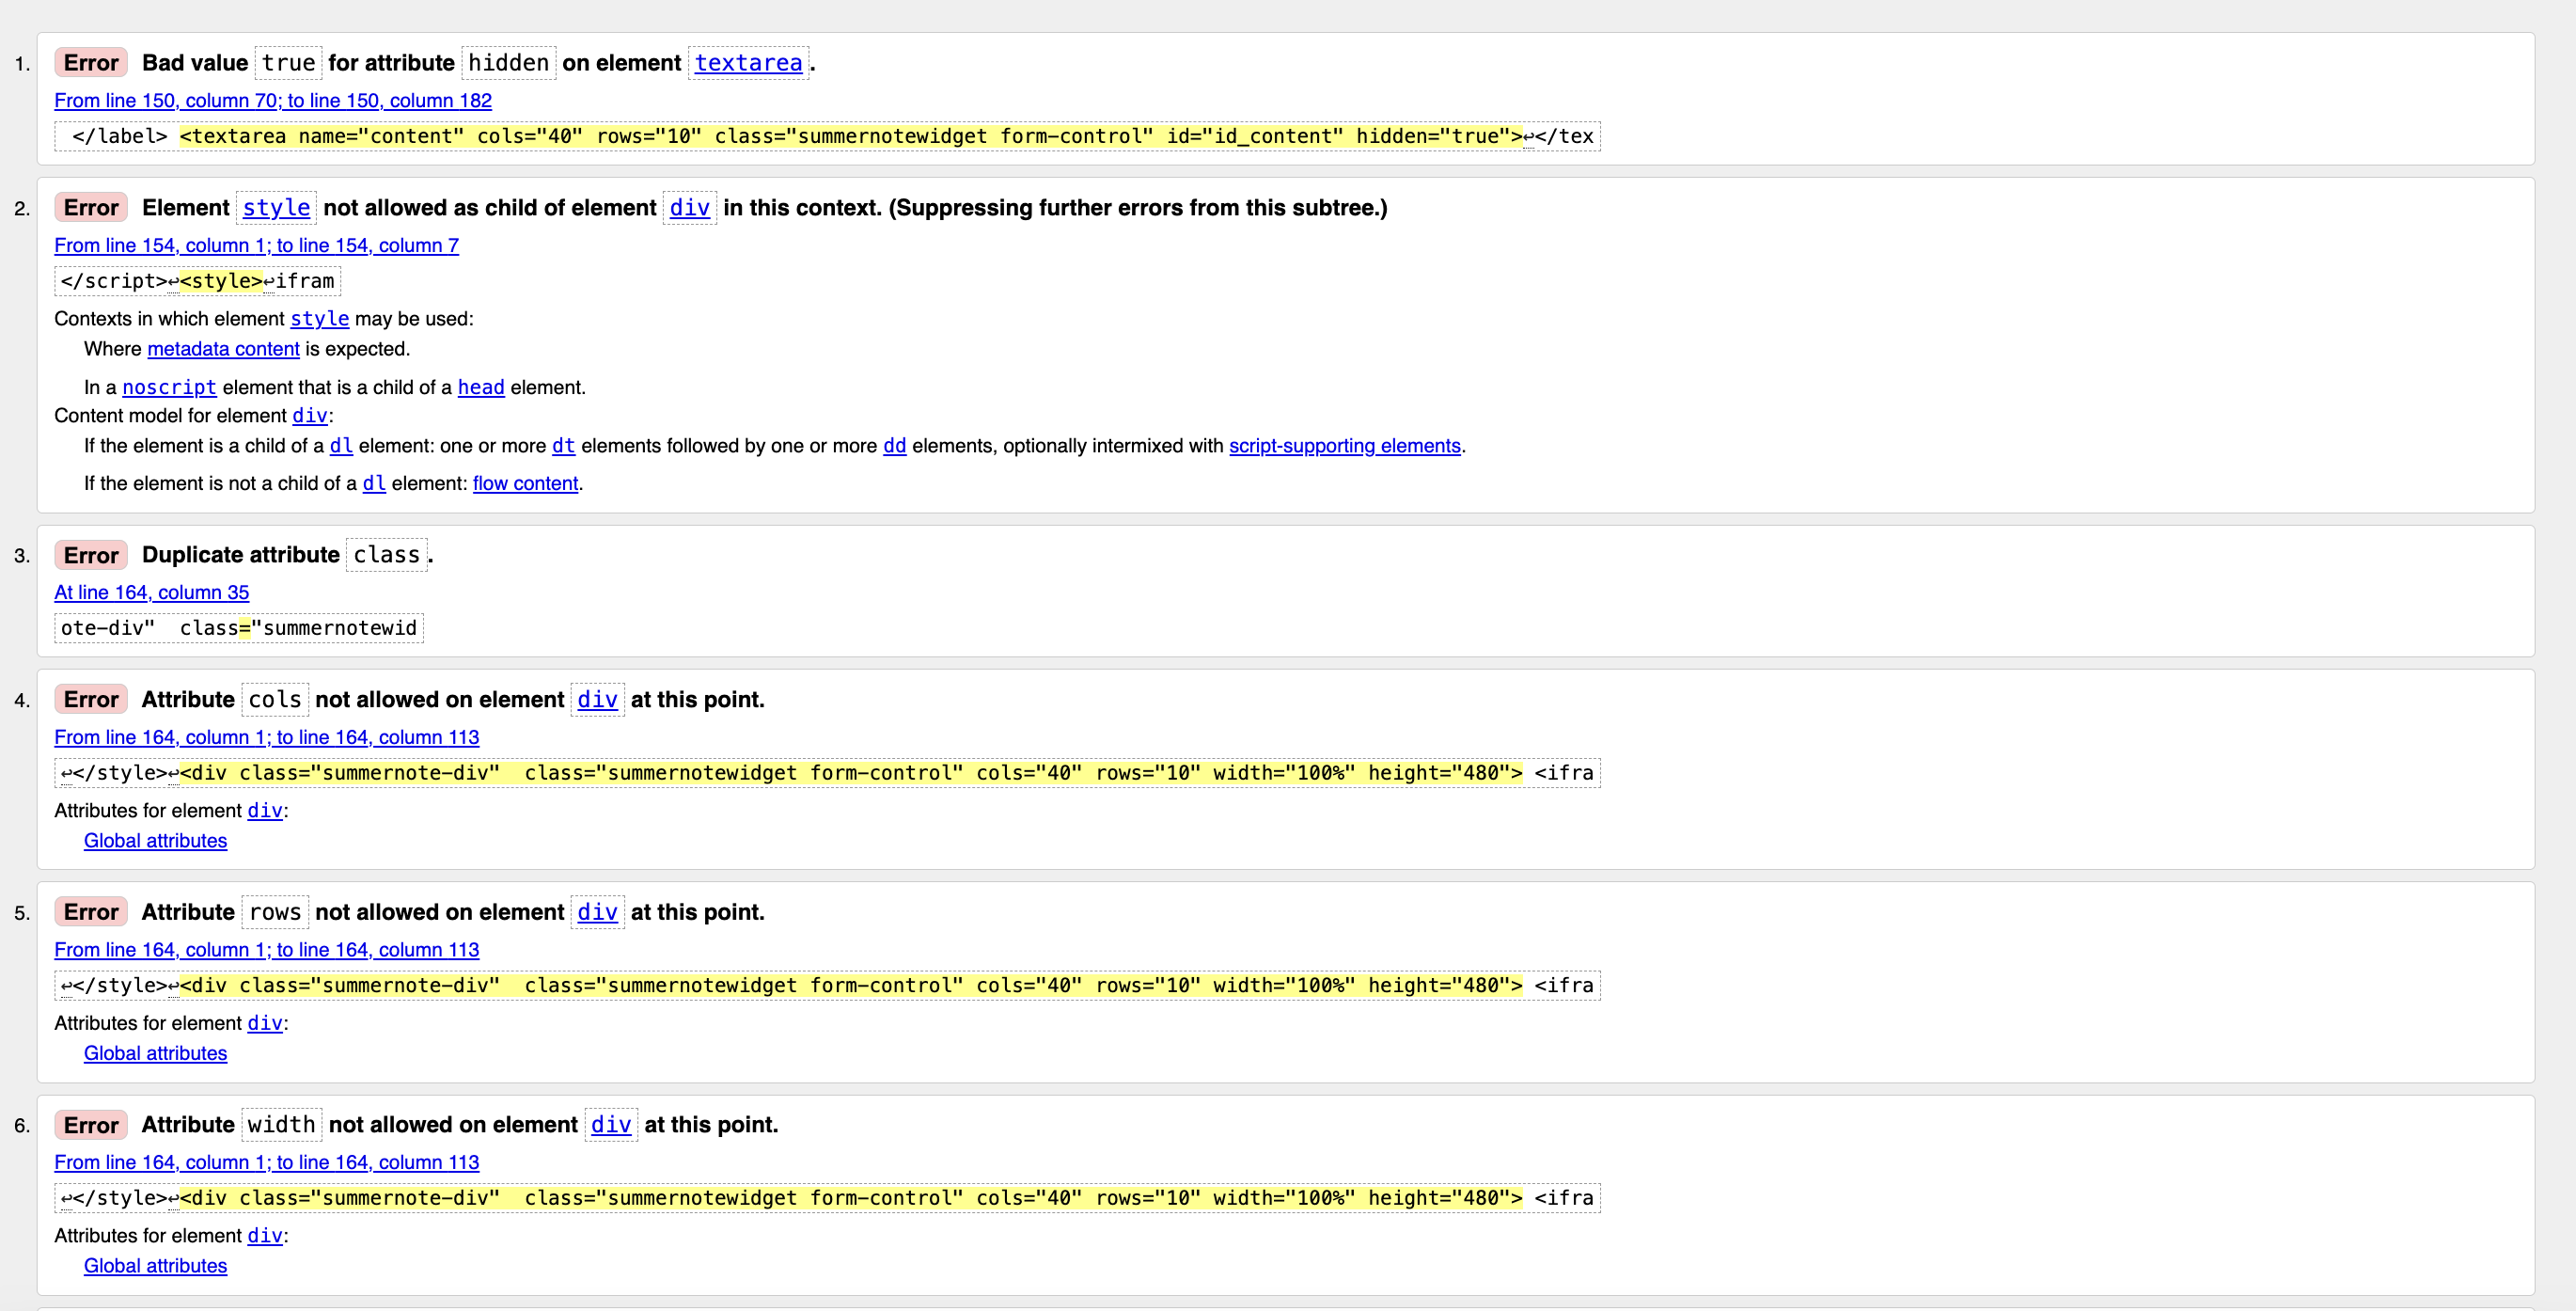 1. Error Bad value true for attribute hidden on element textarea.
From line 150, column 70; to line 150, column 182
</label> <textarea name="content" cols="40" rows="10" class="summernotewidget form-control" id="id_content" hidden="true">↩</tex
2. Error Element style not allowed as child of element div in this context. (Suppressing further errors from this subtree.)
From line 154, column 1; to line 154, column 7
</script>↩<style>↩ifram
Contexts in which element style may be used:
Where metadata content is expected.
In a noscript element that is a child of a head element.
Content model for element div:
If the element is a child of a dl element: one or more dt elements followed by one or more dd elements, optionally intermixed with script-supporting elements.
If the element is not a child of a dl element: flow content.
3. Error Duplicate attribute class.
At line 164, column 35
ote-div"  class="summernotewid
4. Error Attribute cols not allowed on element div at this point.
From line 164, column 1; to line 164, column 113
↩</style>↩<div class="summernote-div"  class="summernotewidget form-control" cols="40" rows="10" width="100%" height="480"> <ifra
Attributes for element div:
Global attributes
5. Error Attribute rows not allowed on element div at this point.
From line 164, column 1; to line 164, column 113
↩</style>↩<div class="summernote-div"  class="summernotewidget form-control" cols="40" rows="10" width="100%" height="480"> <ifra
Attributes for element div:
Global attributes
6. Error Attribute width not allowed on element div at this point.
From line 164, column 1; to line 164, column 113
↩</style>↩<div class="summernote-div"  class="summernotewidget form-control" cols="40" rows="10" width="100%" height="480"> <ifra
Attributes for element div:
Global attributes